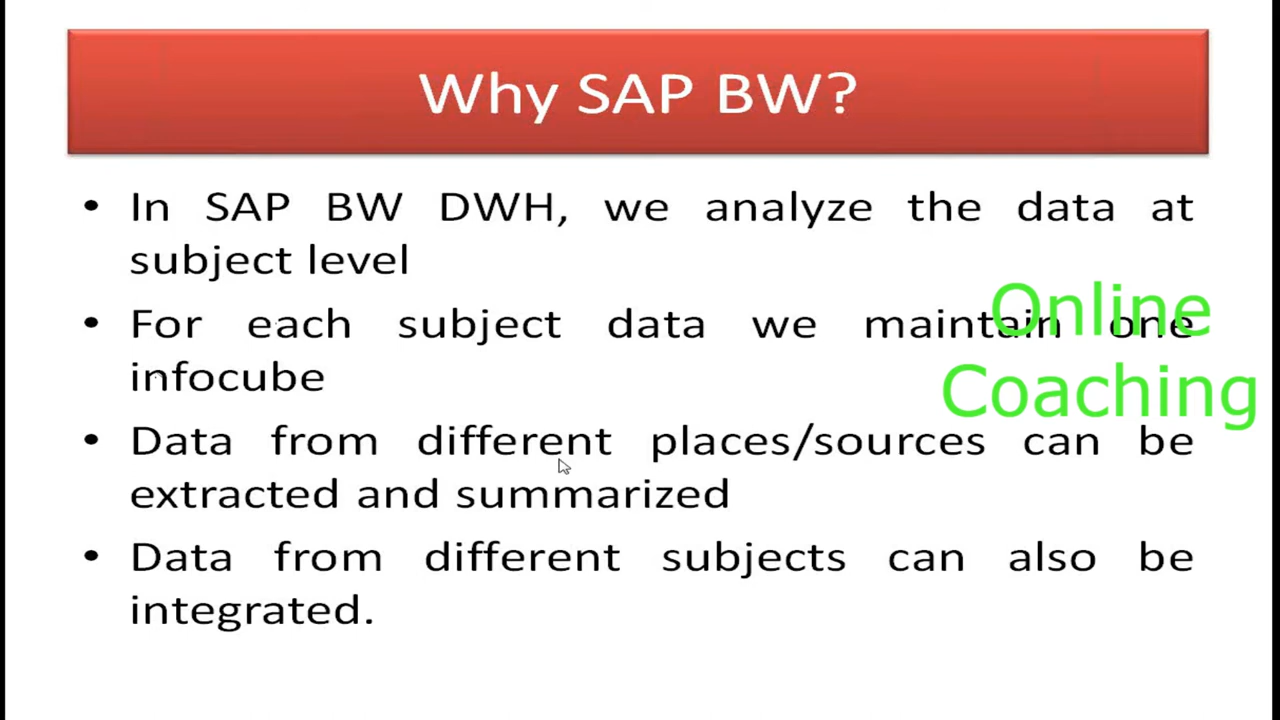 Why SAP BW?
• In SAP BW DWH, we analyze the data at
subject level
• For each subject data we maintain one
infocube
Online
Coaching
• Data from different places/sources can be
extracted and summarized
• Data from different subjects can also be
integrated.